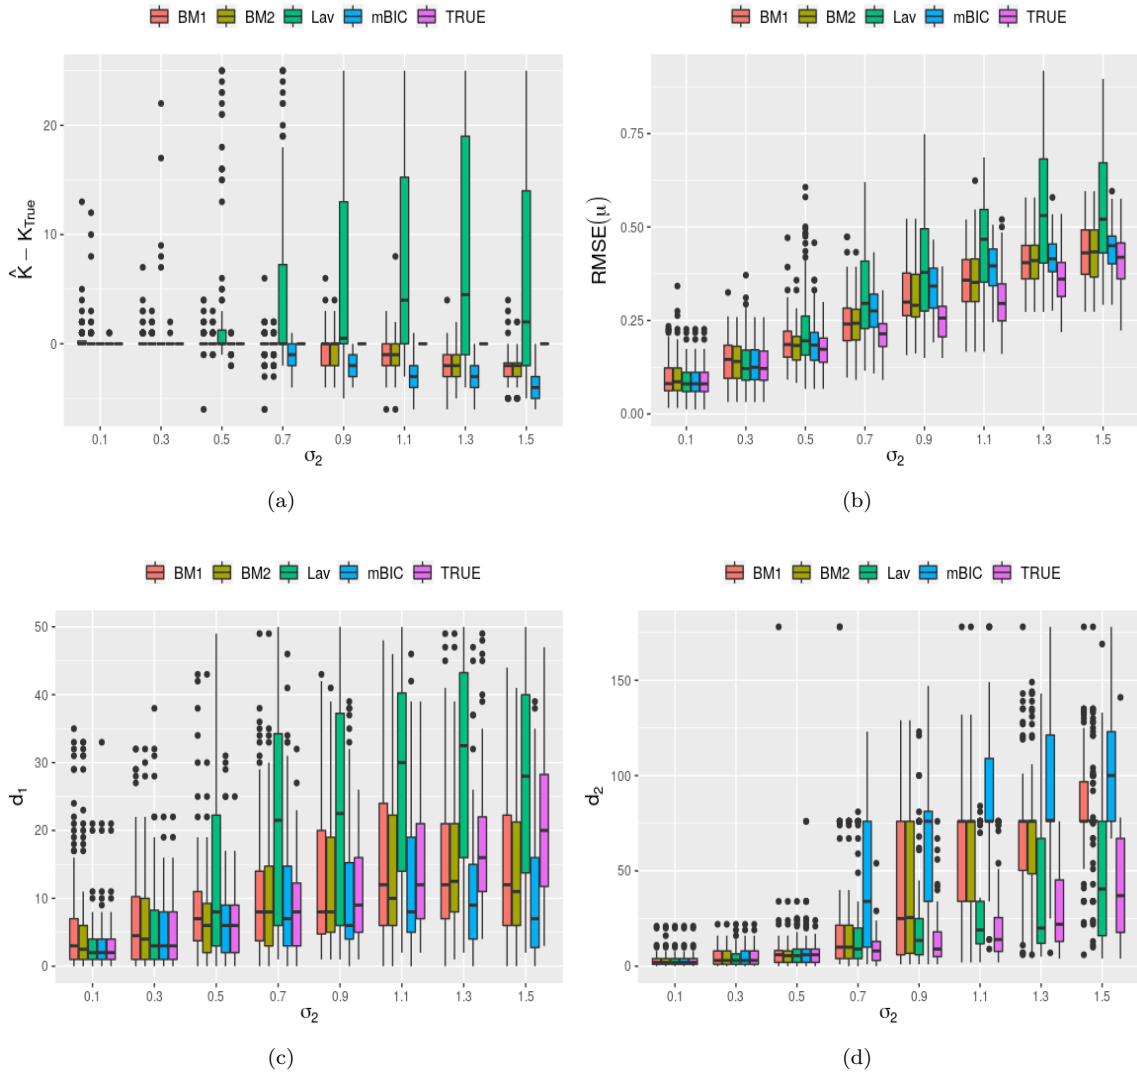 BM1 BM2 Lav mBIC TRUE
20
10
0
K̂ − K_True
0.1 0.3 0.5 0.7 0.9 1.1 1.3 1.5
σ₂
(a)
BM1 BM2 Lav mBIC TRUE
0.75
0.50
0.25
0.00
RMSE(μ)
0.1 0.3 0.5 0.7 0.9 1.1 1.3 1.5
σ₂
(b)
BM1 BM2 Lav mBIC TRUE
50
40
30
20
10
0
d₁
0.1 0.3 0.5 0.7 0.9 1.1 1.3 1.5
σ₂
(c)
BM1 BM2 Lav mBIC TRUE
150
100
50
0
d₂
0.1 0.3 0.5 0.7 0.9 1.1 1.3 1.5
σ₂
(d)